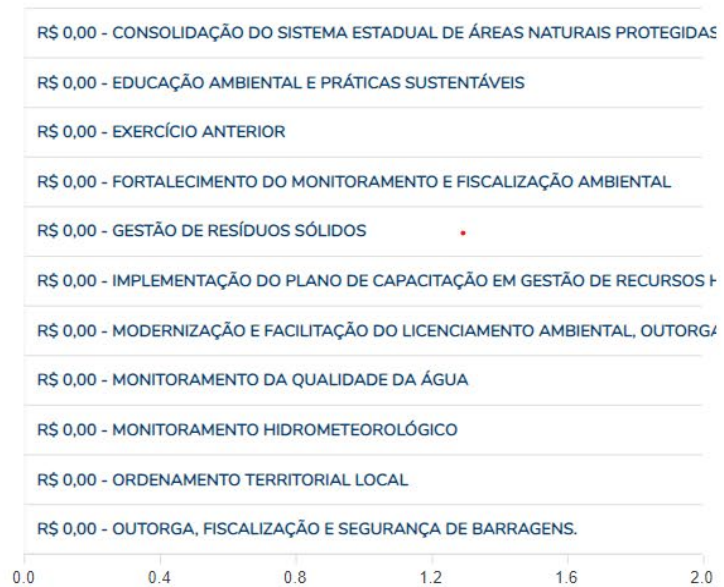 R$ 0,00 - CONSOLIDAÇÃO DO SISTEMA ESTADUAL DE ÁREAS NATURAIS PROTEGIDAS
R$ 0,00 - EDUCAÇÃO AMBIENTAL E PRÁTICAS SUSTENTÁVEIS
R$ 0,00 - EXERCÍCIO ANTERIOR
R$ 0,00 - FORTALECIMENTO DO MONITORAMENTO E FISCALIZAÇÃO AMBIENTAL
R$ 0,00 - GESTÃO DE RESÍDUOS SÓLIDOS
R$ 0,00 - IMPLEMENTAÇÃO DO PLANO DE CAPACITAÇÃO EM GESTÃO DE RECURSOS H
R$ 0,00 - MODERNIZAÇÃO E FACILITAÇÃO DO LICENCIAMENTO AMBIENTAL, OUTORGA
R$ 0,00 - MONITORAMENTO DA QUALIDADE DA ÁGUA
R$ 0,00 - MONITORAMENTO HIDROMETEOROLÓGICO
R$ 0,00 - ORDENAMENTO TERRITORIAL LOCAL
R$ 0,00 - OUTORGA, FISCALIZAÇÃO E SEGURANÇA DE BARRAGENS.
0.0 0.4 0.8 1.2 1.6 2.0